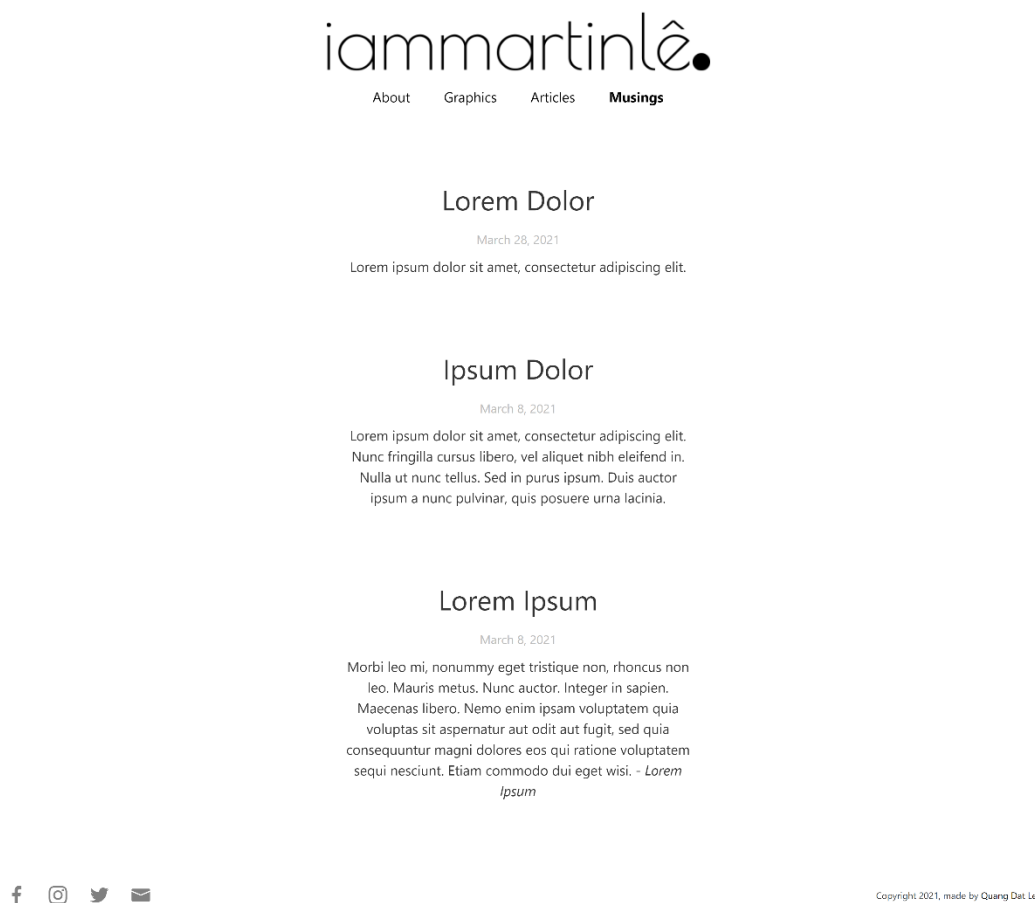 iammartinlê.
About Graphics Articles Musings
Lorem Dolor
March 28, 2021
Lorem ipsum dolor sit amet, consectetur adipiscing elit.
Ipsum Dolor
March 8, 2021
Lorem ipsum dolor sit amet, consectetur adipiscing elit.
Nunc fringilla cursus libero, vel aliquet nibh eleifend in.
Nulla ut nunc tellus. Sed in purus ipsum. Duis auctor
ipsum a nunc pulvinar, quis posuere urna lacinia.
Lorem Ipsum
March 8, 2021
Morbi leo mi, nonummy eget tristique non, rhoncus non
leo. Mauris metus. Nunc auctor. Integer in sapien.
Maecenas libero. Nemo enim ipsam voluptatem quia
voluptas sit aspernatur aut odit aut fugit, sed quia
consequuntur magni dolores eos qui ratione voluptatem
sequi nesciunt. Etiam commodo dui eget wisi. - Lorem
Ipsum
Copyright 2021, made by Quang Dat Le